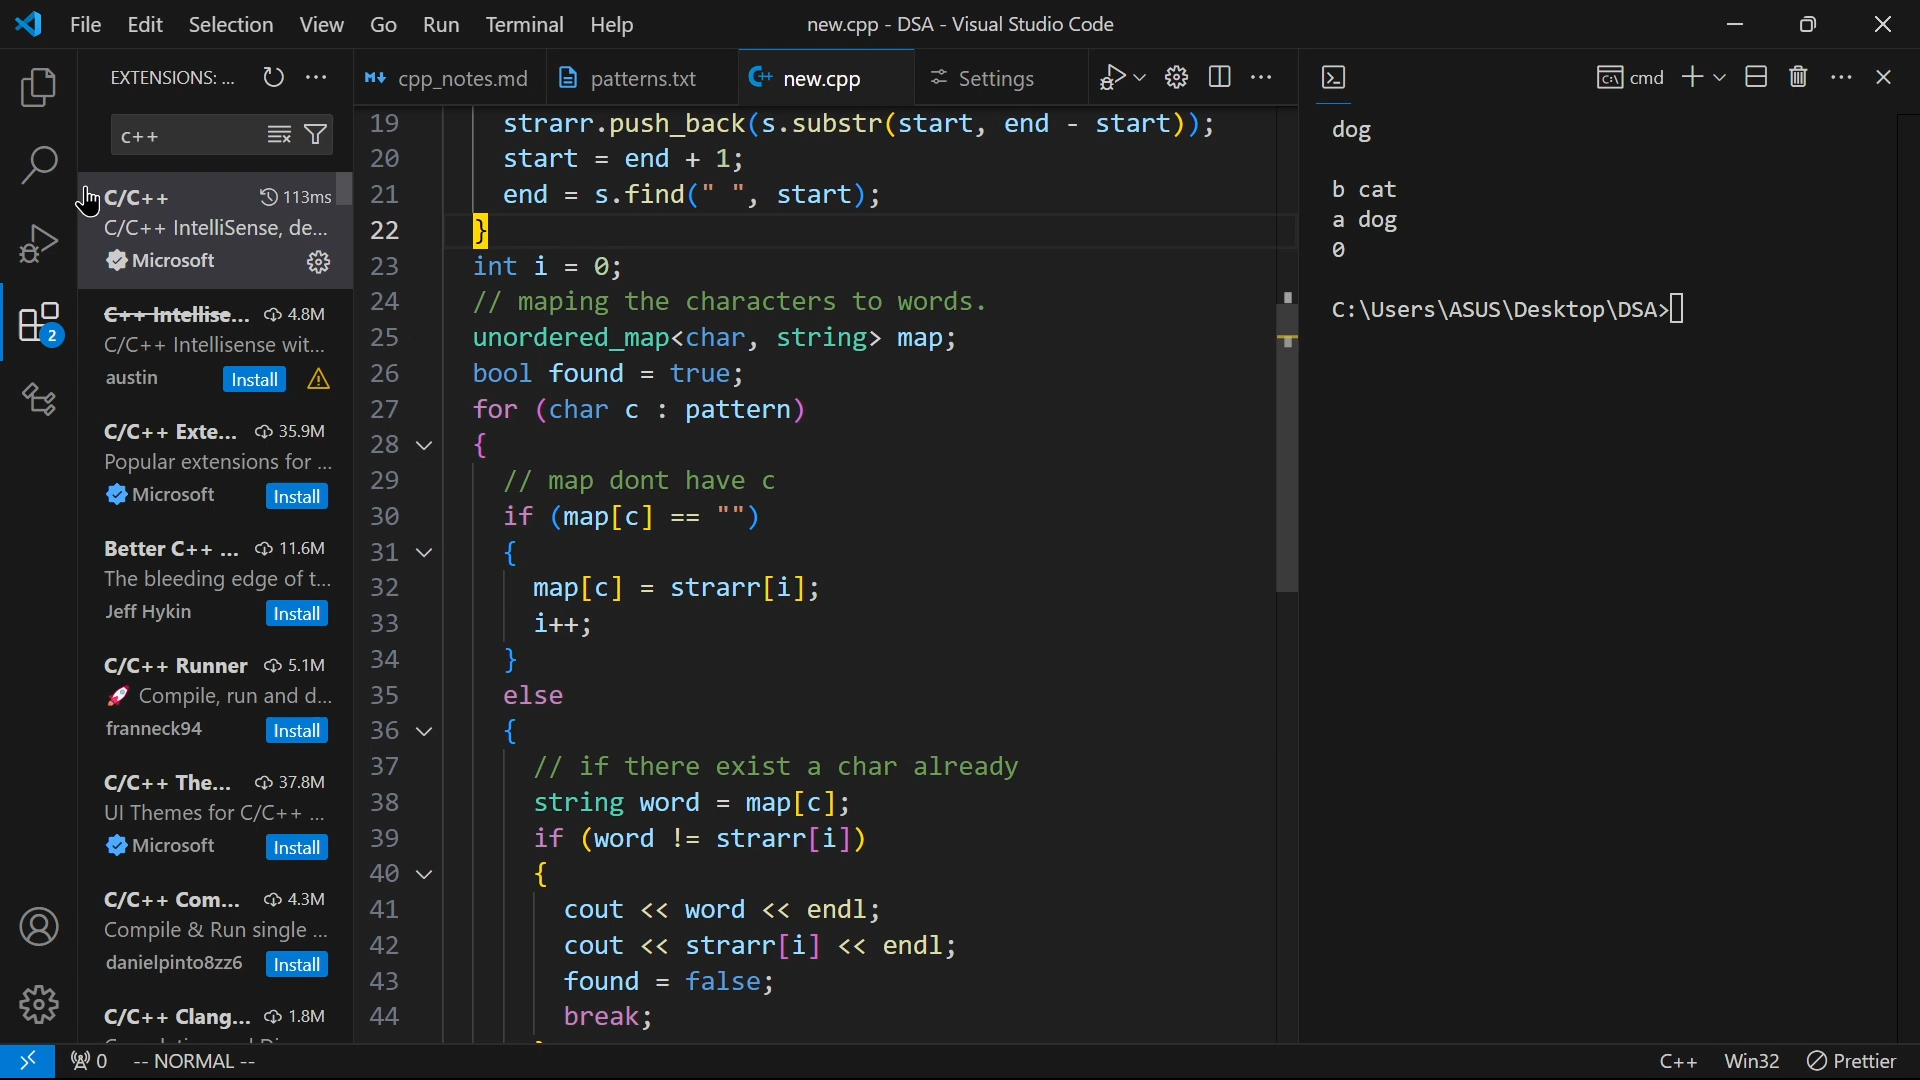 File Edit Selection View Go Run Terminal Help
new.cpp - DSA - Visual Studio Code
EXTENSIONS: ...
c++
C/C++ 113ms
C/C++ IntelliSense, de...
Microsoft
C++ Intellise... 4.8M
C/C++ Intellisense wit...
austin Install
C/C++ Exte... 35.9M
Popular extensions for ...
Microsoft Install
Better C++ ... 11.6M
The bleeding edge of t...
Jeff Hykin Install
C/C++ Runner 5.1M
🚀 Compile, run and d...
franneck94 Install
C/C++ The... 37.8M
UI Themes for C/C++ ...
Microsoft Install
C/C++ Com... 4.3M
Compile & Run single ...
danielpinto8zz6 Install
C/C++ Clang... 1.8M
2
cpp_notes.md patterns.txt new.cpp Settings
19 strarr.push_back(s.substr(start, end - start));
20 start = end + 1;
21 end = s.find(" ", start);
22 }
23 int i = 0;
24 // maping the characters to words.
25 unordered_map<char, string> map;
26 bool found = true;
27 for (char c : pattern)
28 {
29 // map dont have c
30 if (map[c] == "")
31 {
32 map[c] = strarr[i];
33 i++;
34 }
35 else
36 {
37 // if there exist a char already
38 string word = map[c];
39 if (word != strarr[i])
40 {
41 cout << word << endl;
42 cout << strarr[i] << endl;
43 found = false;
44 break;
cmd
dog
b cat
a dog
0
C:\Users\ASUS\Desktop\DSA>
0 -- NORMAL --
C++ Win32 Prettier